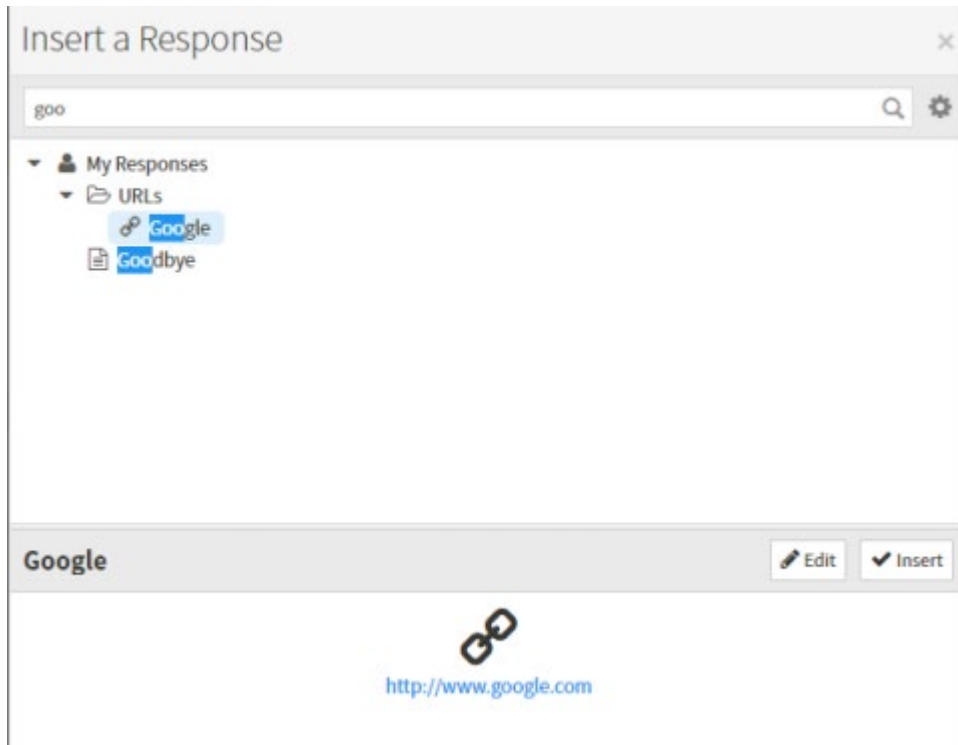 Insert a Response
goo
My Responses
URLs
Google
Goodbye
Google
Edit
Insert
http://www.google.com